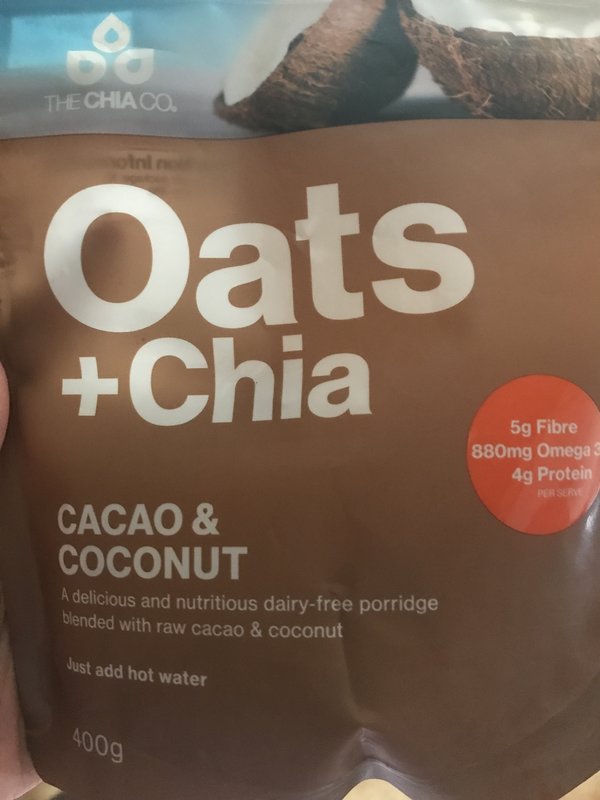 THE CHIA CO.
Oats
+Chia
5g Fibre
880mg Omega 3
4g Protein
PER SERVE
CACAO &
COCONUT
A delicious and nutritious dairy-free porridge
blended with raw cacao & coconut
Just add hot water
400g